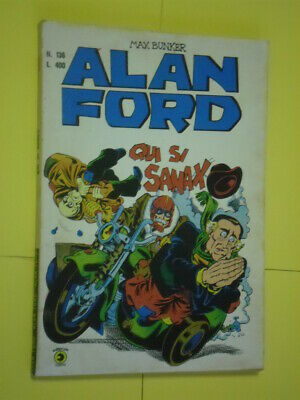 MAX BUNKER
N. 136
L. 400
ALAN
FORD
QUI SI
SANAX